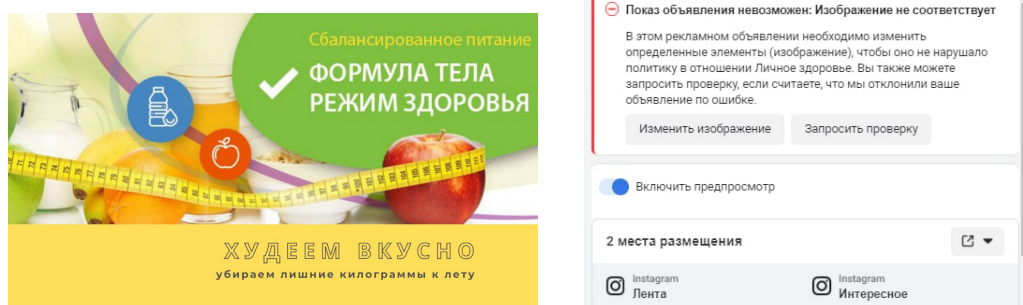 Сбалансированное питание
ФОРМУЛА ТЕЛА
РЕЖИМ ЗДОРОВЬЯ
ХУДЕЕМ ВКУСНО
убираем лишние килограммы к лету
Показ объявления невозможен: Изображение не соответствует
В этом рекламном объявлении необходимо изменить
определенные элементы (изображение), чтобы оно не нарушало
политику в отношении Личное здоровье. Вы также можете
запросить проверку, если считаете, что мы отклонили ваше
объявление по ошибке.
Изменить изображение
Запросить проверку
Включить предпросмотр
2 места размещения
Instagram
Лента
Instagram
Интересное